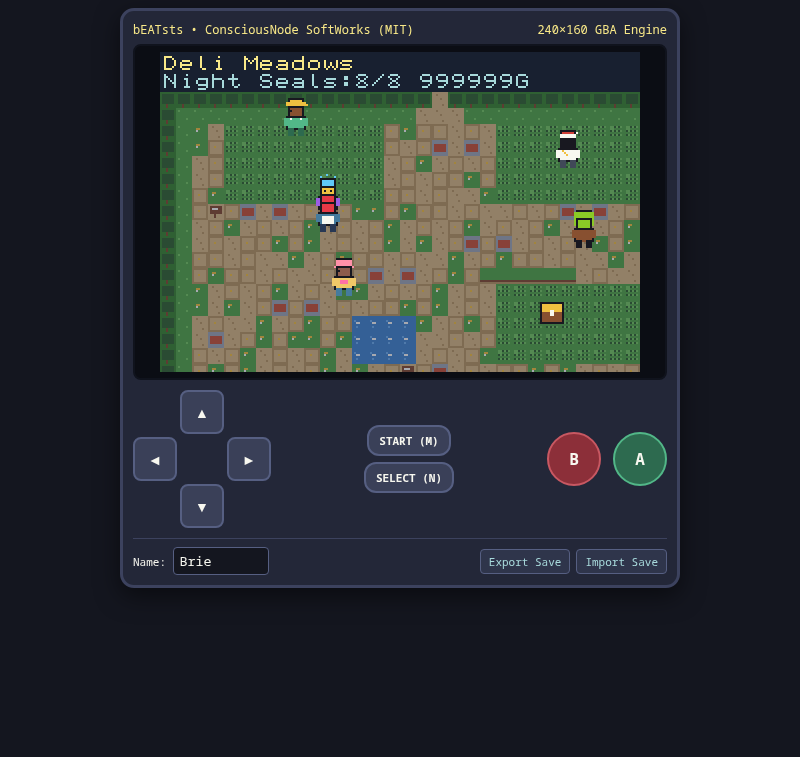 bEATsts • ConsciousNode SoftWorks (MIT)
240×160 GBA Engine
Deli Meadows
Night Seals:8/8 999999G
▲
◀
▶
▼
START (M)
SELECT (N)
B
A
Name: Brie
Export Save
Import Save